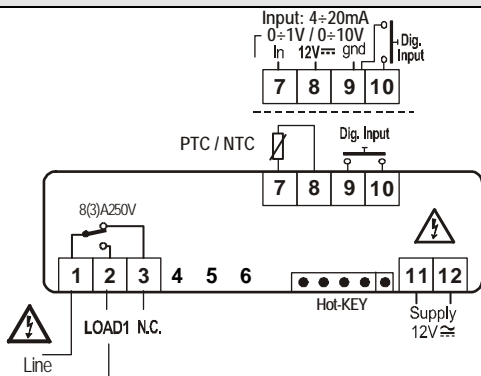 Input: 4÷20mA
0÷1V / 0÷10V
In 12V⎓ gnd
Dig. Input
7 8 9 10
PTC / NTC
Dig. Input
7 8 9 10
8(3)A250V
1 2 3 4 5 6
11 12
Hot-KEY
LOAD1 N.C.
Supply
12V≂
Line